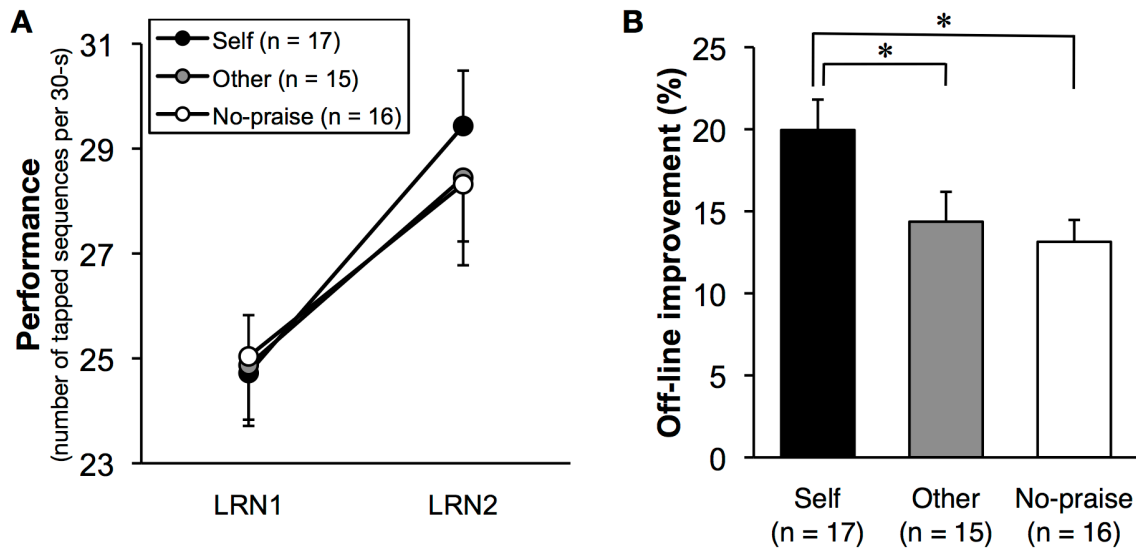 A
Performance
(number of tapped sequences per 30-s)
31
29
27
25
23
Self (n = 17)
Other (n = 15)
No-praise (n = 16)
LRN1
LRN2
B
Off-line improvement (%)
25
20
15
10
5
0
*
*
Self
(n = 17)
Other
(n = 15)
No-praise
(n = 16)